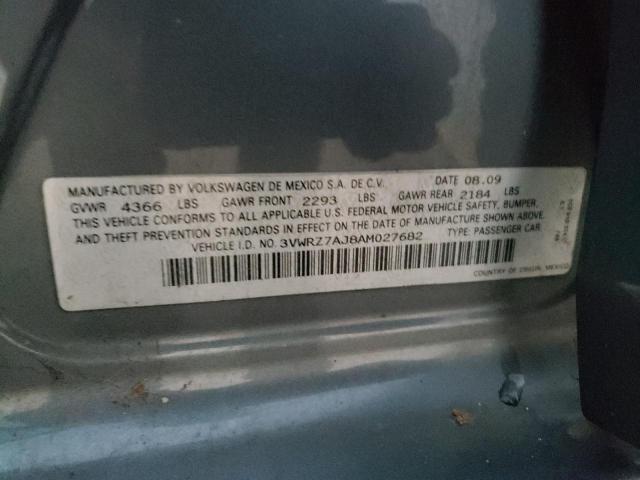 MANUFACTURED BY VOLKSWAGEN DE MEXICO S.A. DE C.V. DATE 08.09
GVWR 4366 LBS GAWR FRONT 2293 LBS GAWR REAR 2184 LBS
THIS VEHICLE CONFORMS TO ALL APPLICABLE U.S. FEDERAL MOTOR VEHICLE SAFETY, BUMPER,
AND THEFT PREVENTION STANDARDS IN EFFECT ON THE DATE OF MANUFACTURE SHOWN ABOVE.
VEHICLE I.D. NO. 3VWRZ7AJ8AM027682 TYPE: PASSENGER CAR
COUNTRY OF ORIGIN, MEXICO